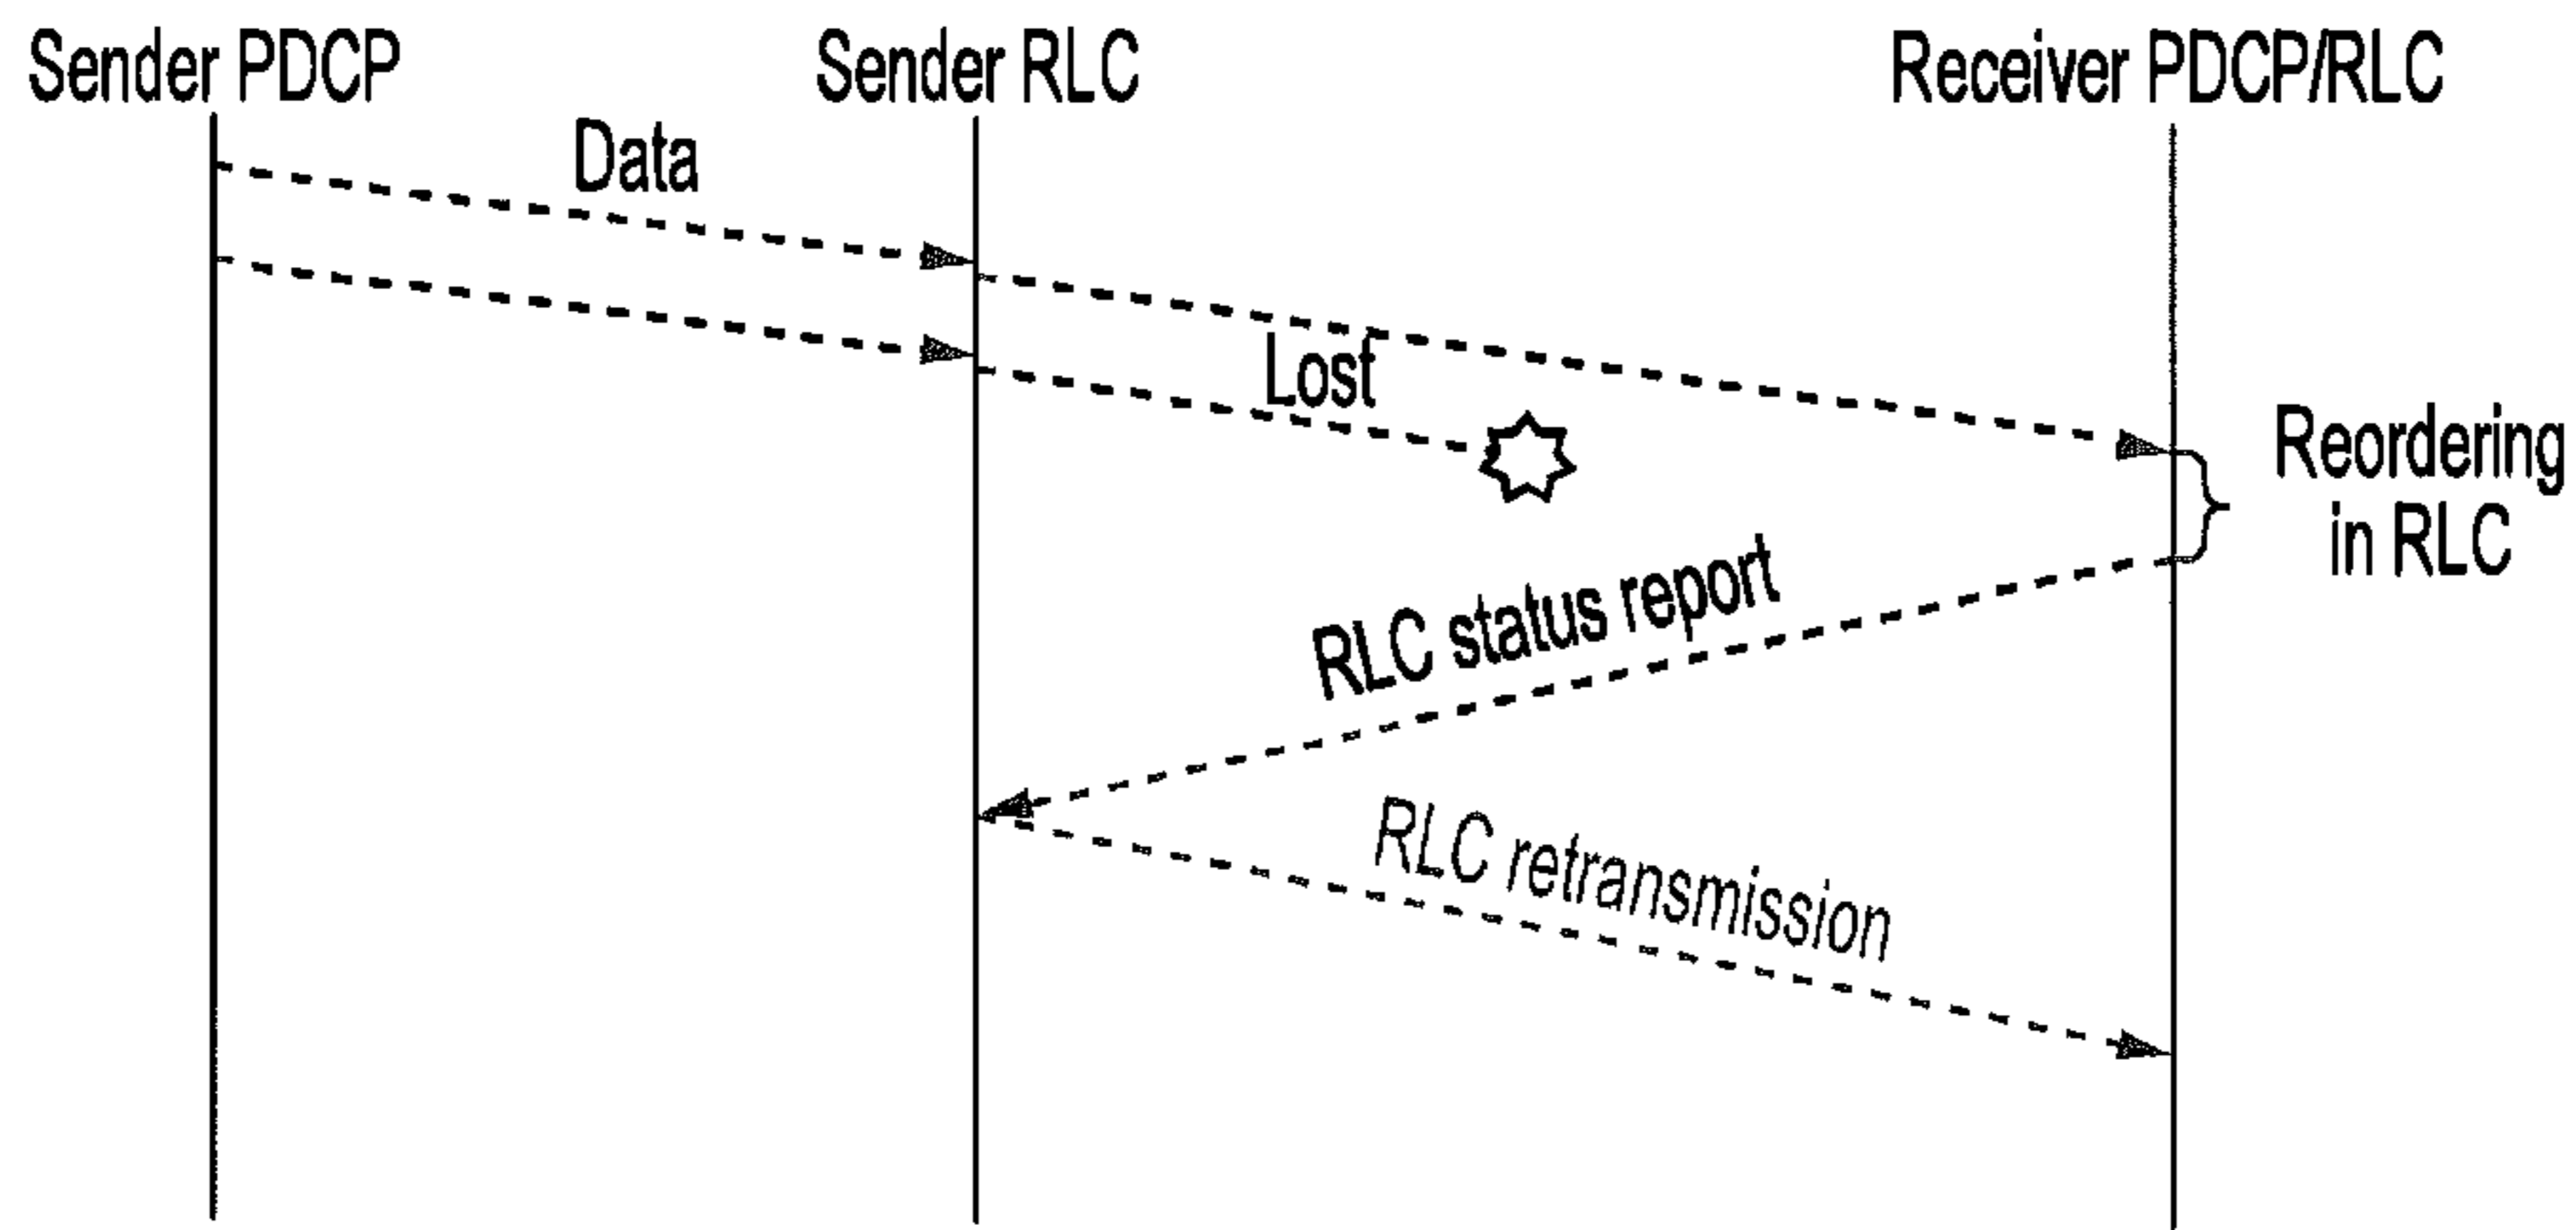 Sender PDCP
Sender RLC
Receiver PDCP/RLC
Data
Lost
Reordering
in RLC
RLC status report
RLC retransmission